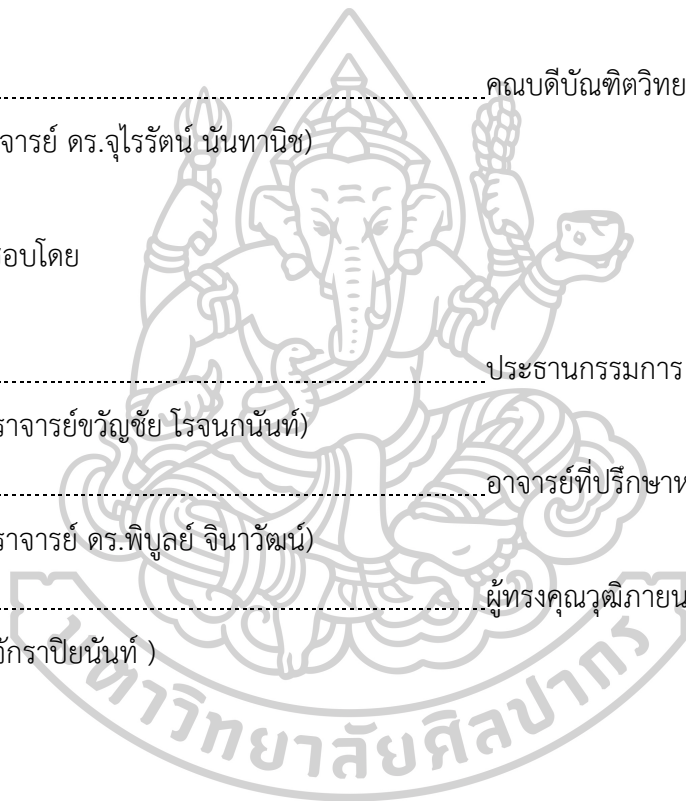 คณบดีบัณฑิตวิทย
จารย์ ดร.จุไรรัตน์ นันทานิช)
อบโดย
ประธานกรรมการ
ราจารย์ขวัญชัย โรจนกนันท์)
อาจารย์ที่ปรึกษาห
ราจารย์ ดร.พิบูลย์ จินาวัฒน์)
ผู้ทรงคุณวุฒิภายน
จักราปิยนันท์ )
หาวิทยาลัยศิลปากร